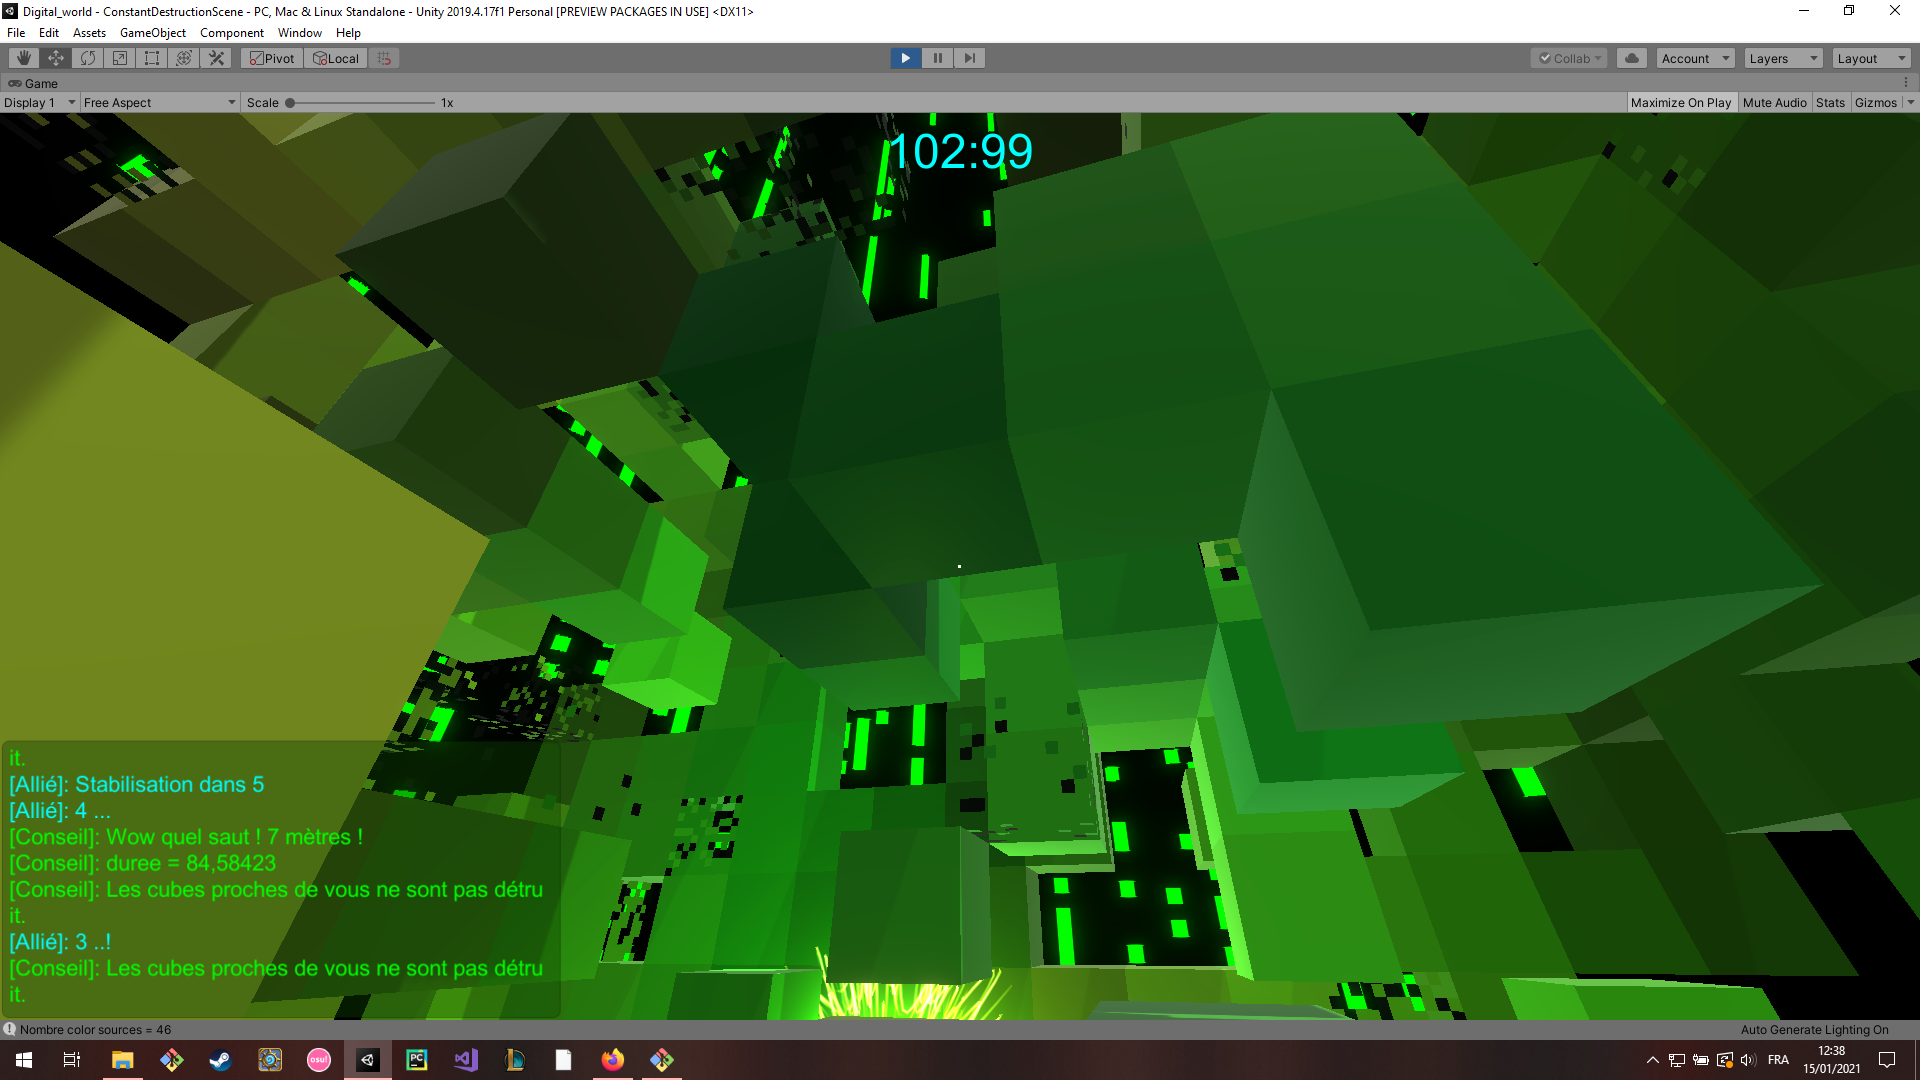 Digital_world - ConstantDestructionScene - PC, Mac & Linux Standalone - Unity 2019.4.17f1 Personal [PREVIEW PACKAGES IN USE] <DX11>
File Edit Assets GameObject Component Window Help
Pivot Local Collab Account Layers Layout
Game
Display 1 Free Aspect Scale 1x Maximize On Play Mute Audio Stats Gizmos
102:99
it.
[Allié]: Stabilisation dans 5
[Allié]: 4 ...
[Conseil]: Wow quel saut ! 7 mètres !
[Conseil]: duree = 84,58423
[Conseil]: Les cubes proches de vous ne sont pas détru
it.
[Allié]: 3 ..!
[Conseil]: Les cubes proches de vous ne sont pas détru
it.
Nombre color sources = 46 Auto Generate Lighting On
osu! PC FRA 12:38
15/01/2021